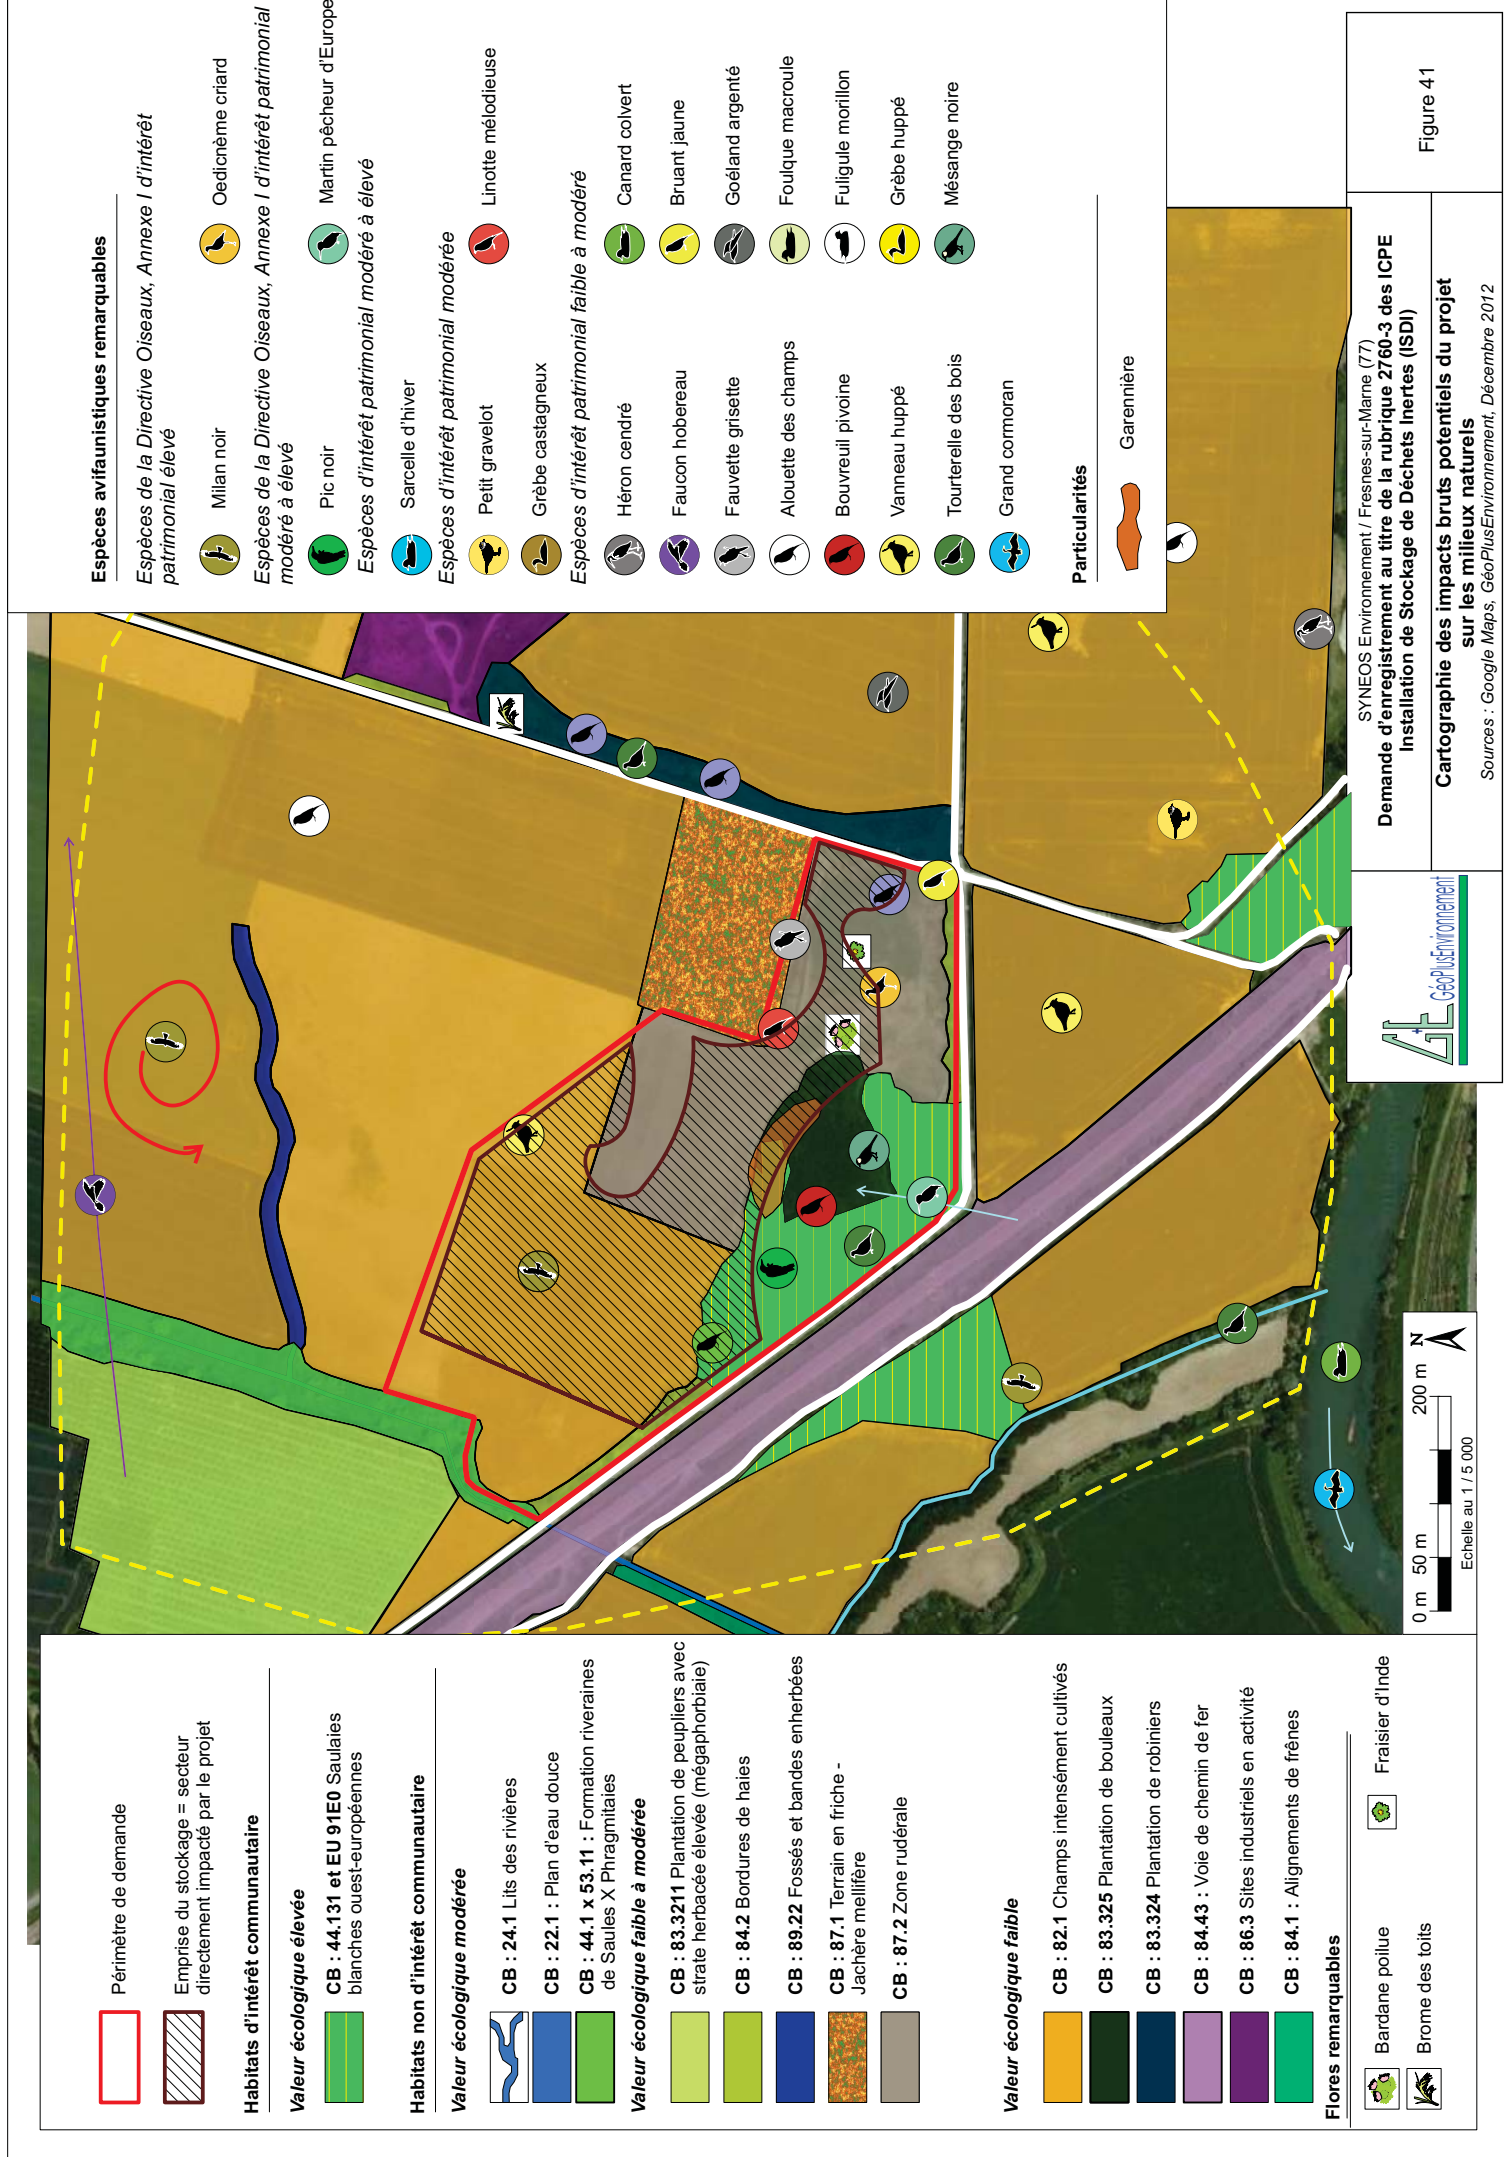 Périmètre de demande
Emprise du stockage = secteur
directement impacté par le projet
Habitats d'intérêt communautaire
Valeur écologique élevé
CB : 44.131 et EU 91E0 Saulaies
blanches ouest-européennes
Habitats non d'intérêt communautaire
Valeur écologique modérée
CB : 24.1 Lits des rivières
CB : 22.1 : Plan d'eau douce
CB : 44.1 x 53.11 : Formation riveraines
de Saules X Phragmitaies
Valeur écologique faible à modérée
CB : 83.3211 Plantation de peupliers avec
strate herbacée élevée (mégaphorbiaie)
CB : 84.2 Bordures de haies
CB : 89.22 Fossés et bandes enherbées
CB : 87.1 Terrain en friche -
Jachère mellifère
CB : 87.2 Zone rudérale
Valeur écologique faible
CB : 82.1 Champs intensément cultivés
CB : 83.325 Plantation de bouleaux
CB : 83.324 Plantation de robiniers
CB : 84.43 : Voie de chemin de fer
CB : 86.3 Sites industriels en activité
CB : 84.1 : Alignements de frênes
Flores remarquables
Bardane poilue
Fraisier d'Inde
Brome des toits
0 m 50 m 200 m
N
Echelle au 1 / 5 000
Espèces avifaunistiques remarquables
Espèces de la Directive Oiseaux, Annexe I d'intérêt
patrimonial élevé
Milan noir
Oedicnème criard
Espèces de la Directive Oiseaux, Annexe I d'intérêt patrimonial
modéré à élevé
Pic noir
Martin pêcheur d'Europe
Espèces d'intérêt patrimonial modéré à élevé
Sarcelle d'hiver
Espèces d'intérêt patrimonial modérée
Petit gravelot
Linotte mélodieuse
Grèbe castagneux
Espèces d'intérêt patrimonial faible à modéré
Héron cendré
Canard colvert
Faucon hobereau
Bruant jaune
Fauvette grisette
Goéland argenté
Alouette des champs
Foulque macroule
Bouvreuil pivoine
Fuligule morillon
Vanneau huppé
Grèbe huppé
Tourterelle des bois
Mésange noire
Grand cormoran
Particularités
Garennière
G+E GéoPlusEnvironnement
SYNEOS Environnement / Fresnes-sur-Marne (77)
Demande d'enregistrement au titre de la rubrique 2760-3 des ICPE
Installation de Stockage de Déchets Inertes (ISDI)
Cartographie des impacts bruts potentiels du projet
sur les milieux naturels
Sources : Google Maps, GéoPlusEnvironnement, Décembre 2012
Figure 41